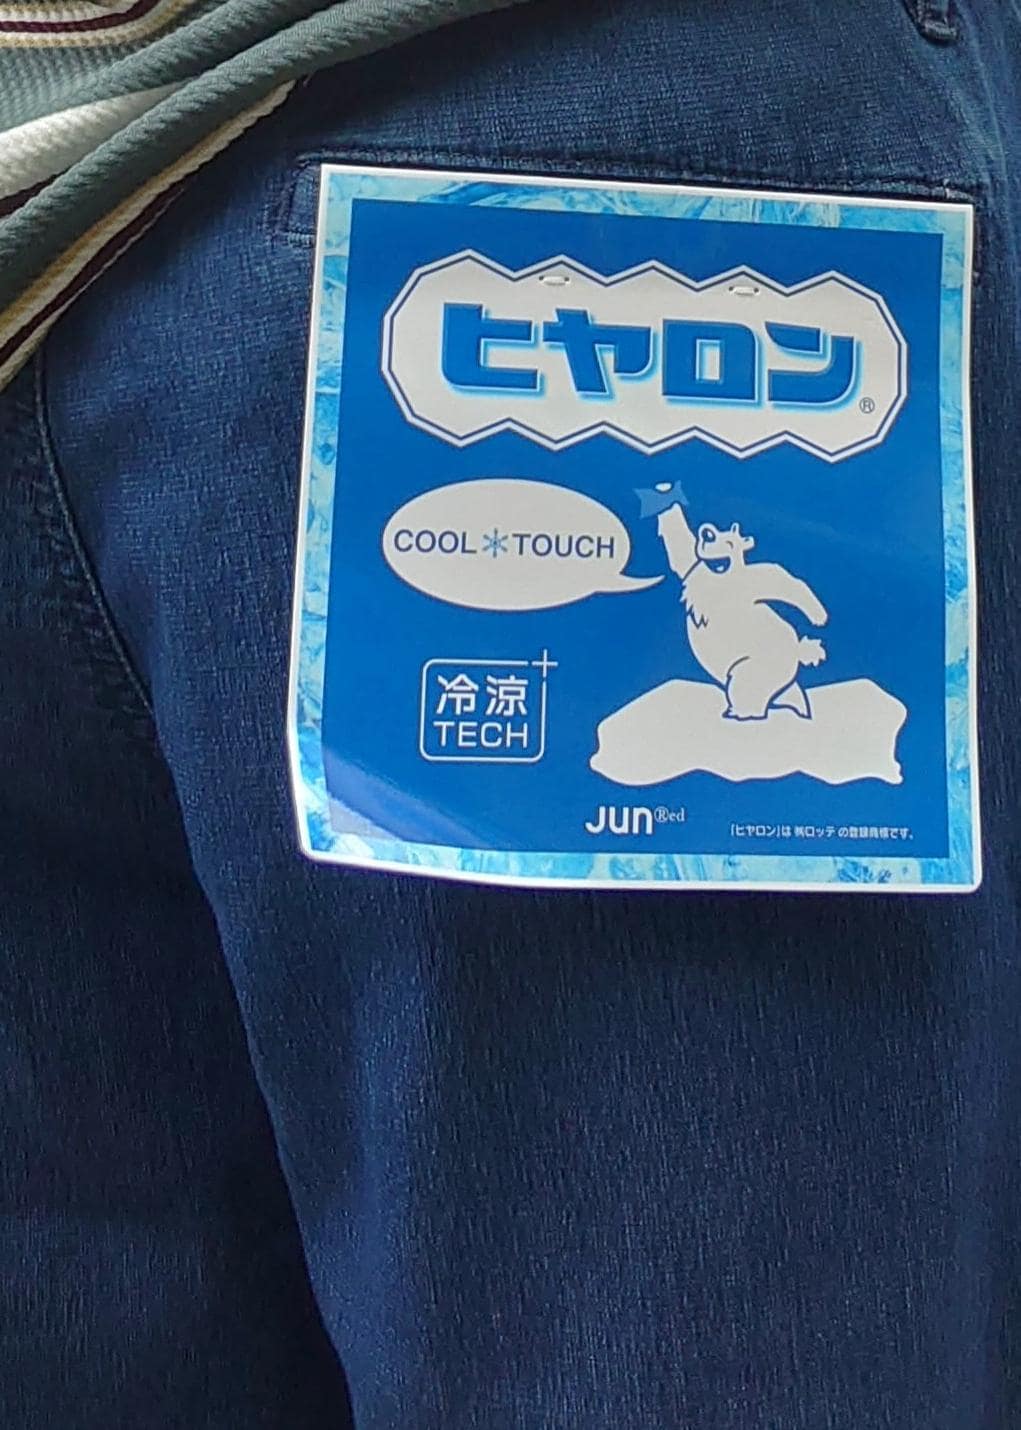 ヒヤロン®
COOL＊TOUCH
冷涼
TECH
Jun®ed
「ヒヤロン」は ㈱ロッテ の登録商標です。